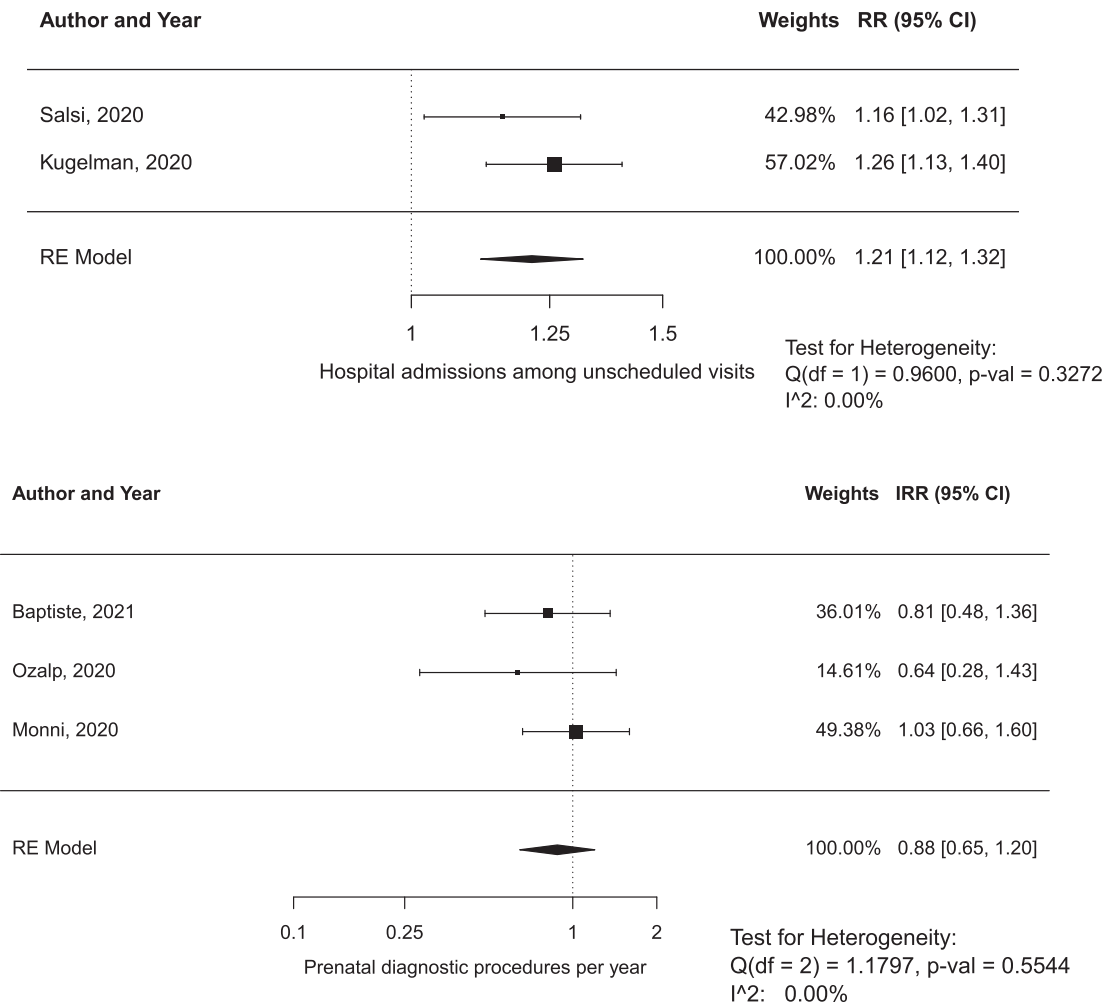 Author and Year Weights RR (95% CI)
Salsi, 2020 42.98% 1.16 [1.02, 1.31]
Kugelman, 2020 57.02% 1.26 [1.13, 1.40]
RE Model 100.00% 1.21 [1.12, 1.32]
1 1.25 1.5
Hospital admissions among unscheduled visits
Test for Heterogeneity:
Q(df = 1) = 0.9600, p-val = 0.3272
I^2: 0.00%
Author and Year Weights IRR (95% CI)
Baptiste, 2021 36.01% 0.81 [0.48, 1.36]
Ozalp, 2020 14.61% 0.64 [0.28, 1.43]
Monni, 2020 49.38% 1.03 [0.66, 1.60]
RE Model 100.00% 0.88 [0.65, 1.20]
0.1 0.25 1 2
Prenatal diagnostic procedures per year
Test for Heterogeneity:
Q(df = 2) = 1.1797, p-val = 0.5544
I^2: 0.00%